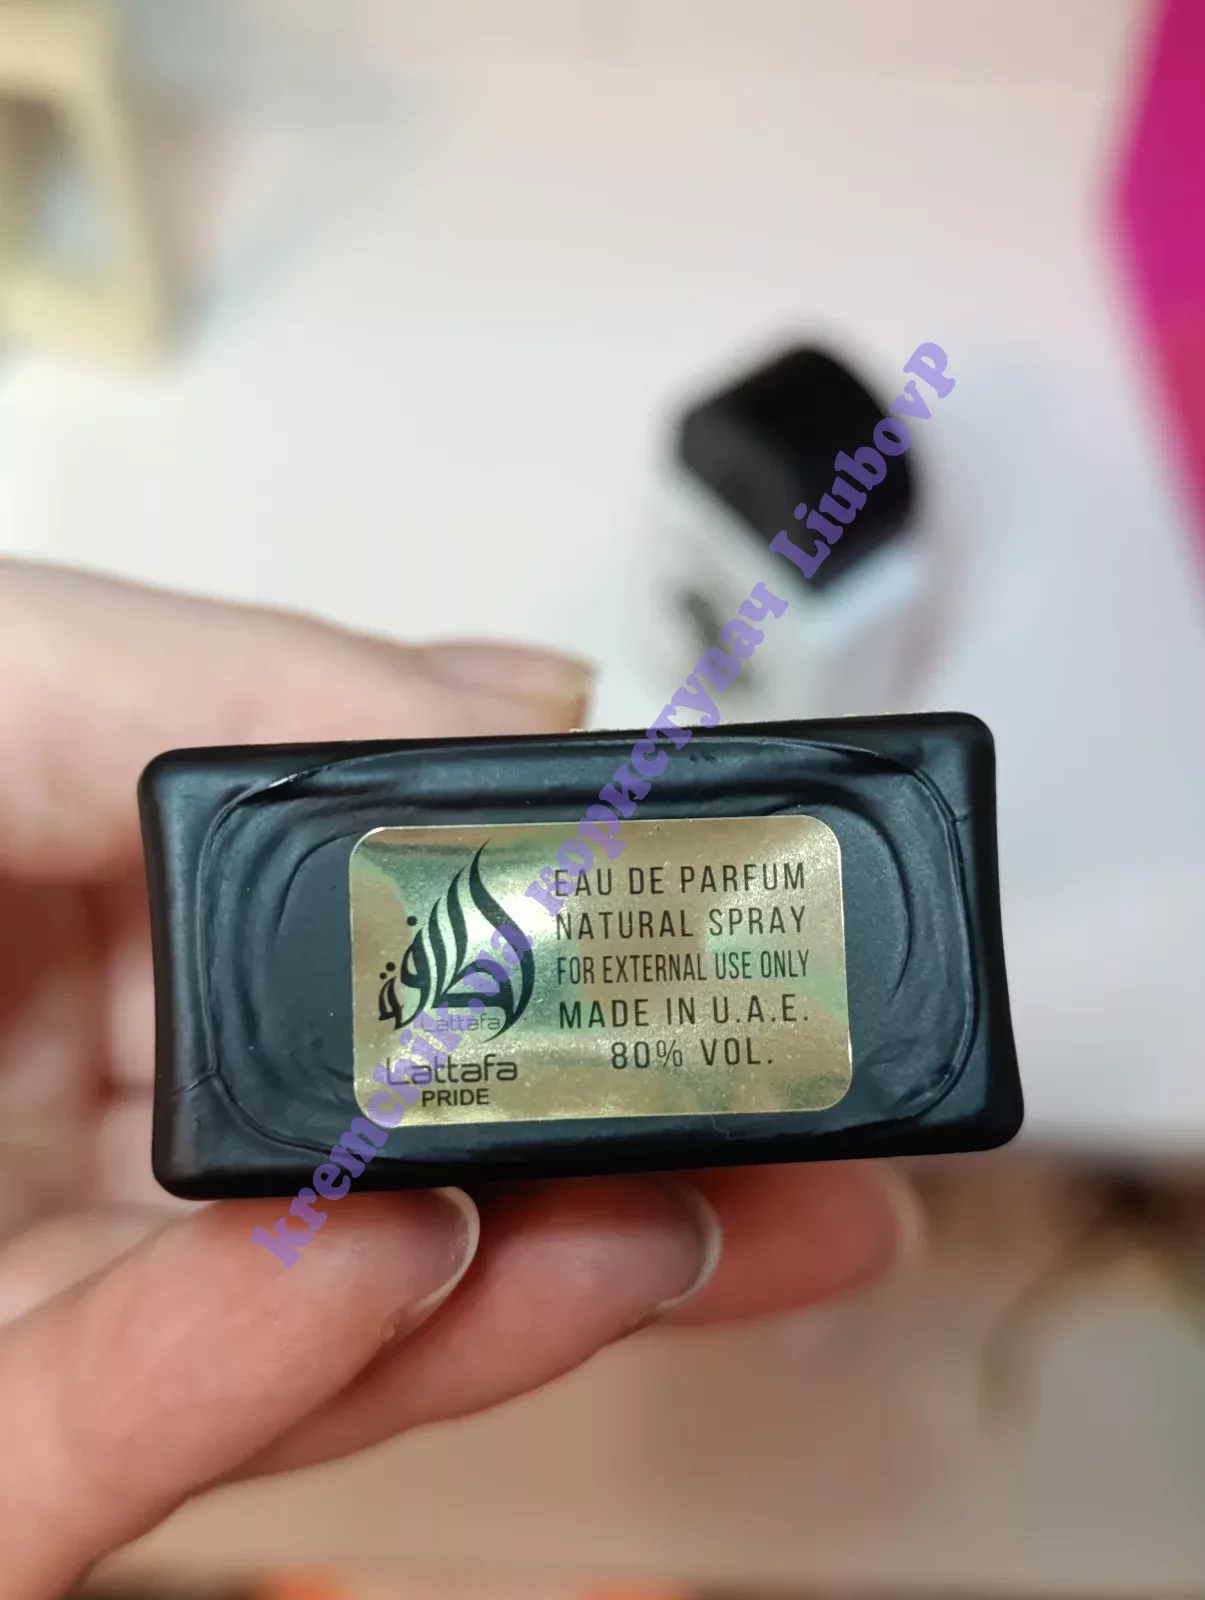 لطافة
Lattafa
Lattafa
PRIDE
EAU DE PARFUM
NATURAL SPRAY
FOR EXTERNAL USE ONLY
MADE IN U.A.E.
80% VOL.
kremchik.ua користувач LiubovP